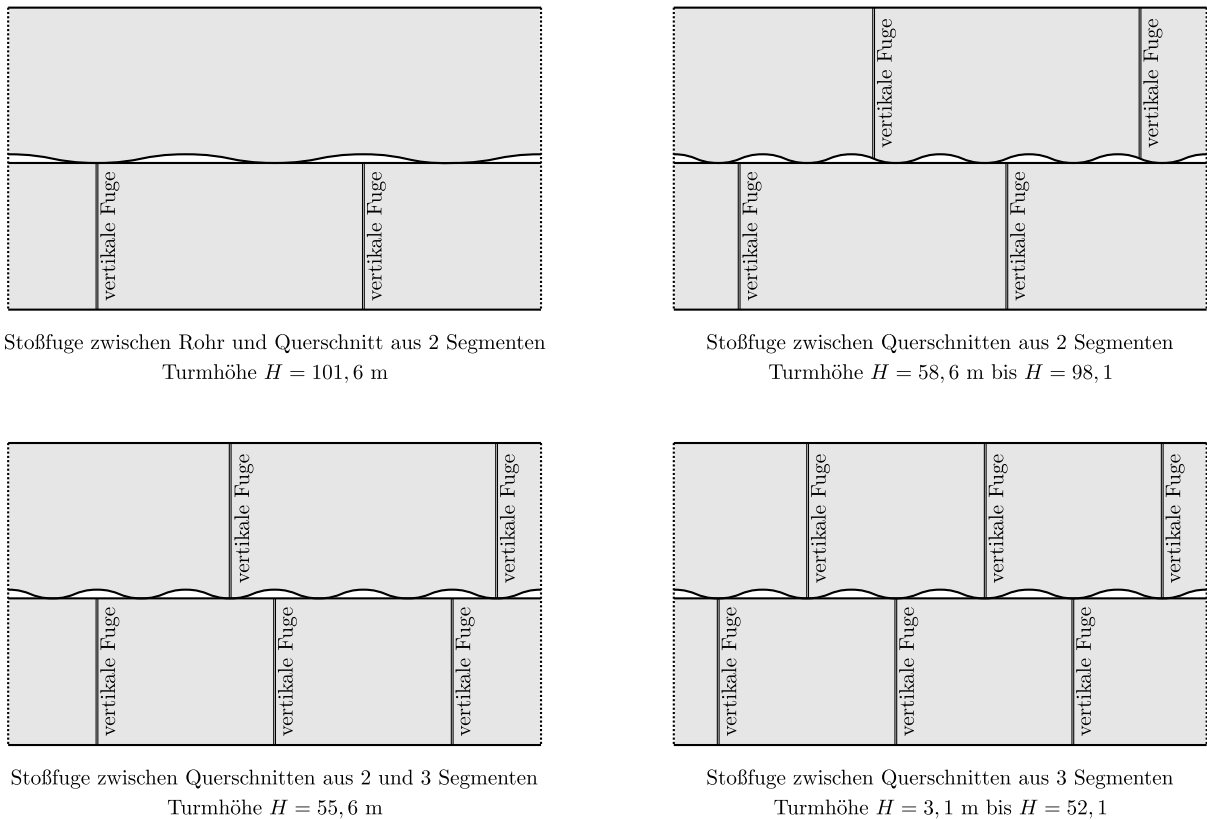 vertikale Fuge
vertikale Fuge
vertikale Fuge
vertikale Fuge
Stoßfuge zwischen Rohr und Querschnitt aus 2 Segmenten
Turmhöhe H = 101, 6 m
vertikale Fuge
vertikale Fuge
Stoßfuge zwischen Querschnitten aus 2 Segmenten
Turmhöhe H = 58, 6 m bis H = 98, 1
vertikale Fuge
vertikale Fuge
vertikale Fuge
vertikale Fuge
vertikale Fuge
Stoßfuge zwischen Querschnitten aus 2 und 3 Segmenten
Turmhöhe H = 55, 6 m
vertikale Fuge
vertikale Fuge
vertikale Fuge
vertikale Fuge
vertikale Fuge
vertikale Fuge
Stoßfuge zwischen Querschnitten aus 3 Segmenten
Turmhöhe H = 3, 1 m bis H = 52, 1